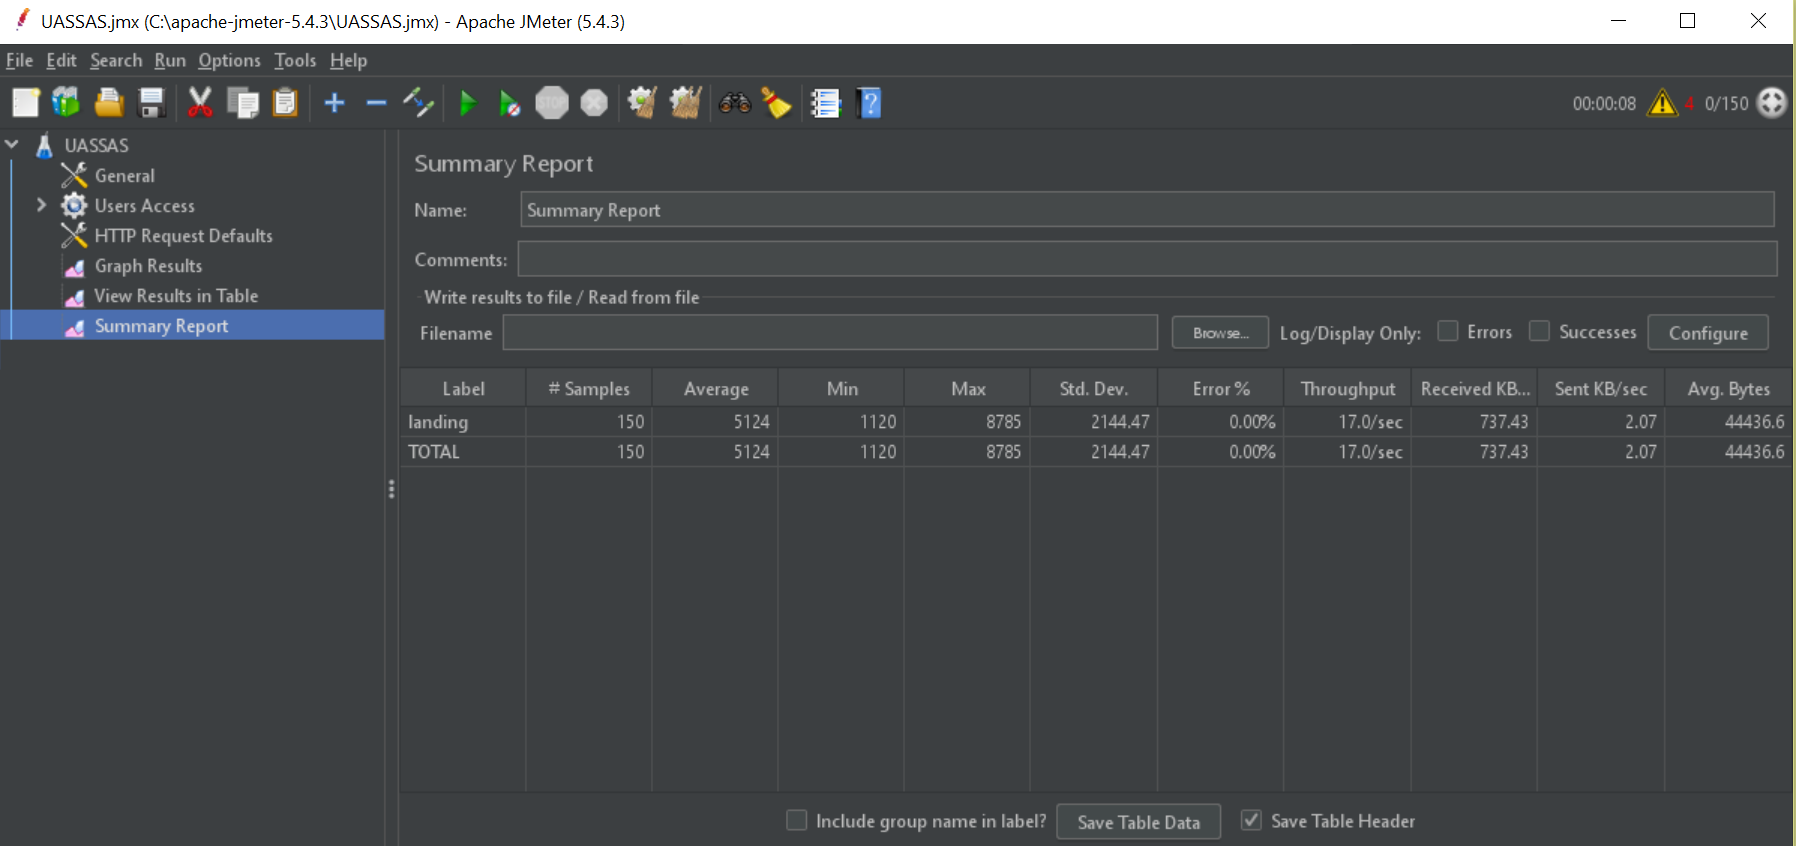 UASSAS.jmx (C:\apache-jmeter-5.4.3\UASSAS.jmx) - Apache JMeter (5.4.3)
File Edit Search Run Options Tools Help
STOP 00:00:08 4 0/150
UASSAS
General
Users Access
HTTP Request Defaults
Graph Results
View Results in Table
Summary Report
Summary Report
Name: Summary Report
Comments:
Write results to file / Read from file
Filename Browse... Log/Display Only: Errors Successes Configure
Label # Samples Average Min Max Std. Dev. Error % Throughput Received KB... Sent KB/sec Avg. Bytes
landing 150 5124 1120 8785 2144.47 0.00% 17.0/sec 737.43 2.07 44436.6
TOTAL 150 5124 1120 8785 2144.47 0.00% 17.0/sec 737.43 2.07 44436.6
Include group name in label? Save Table Data Save Table Header